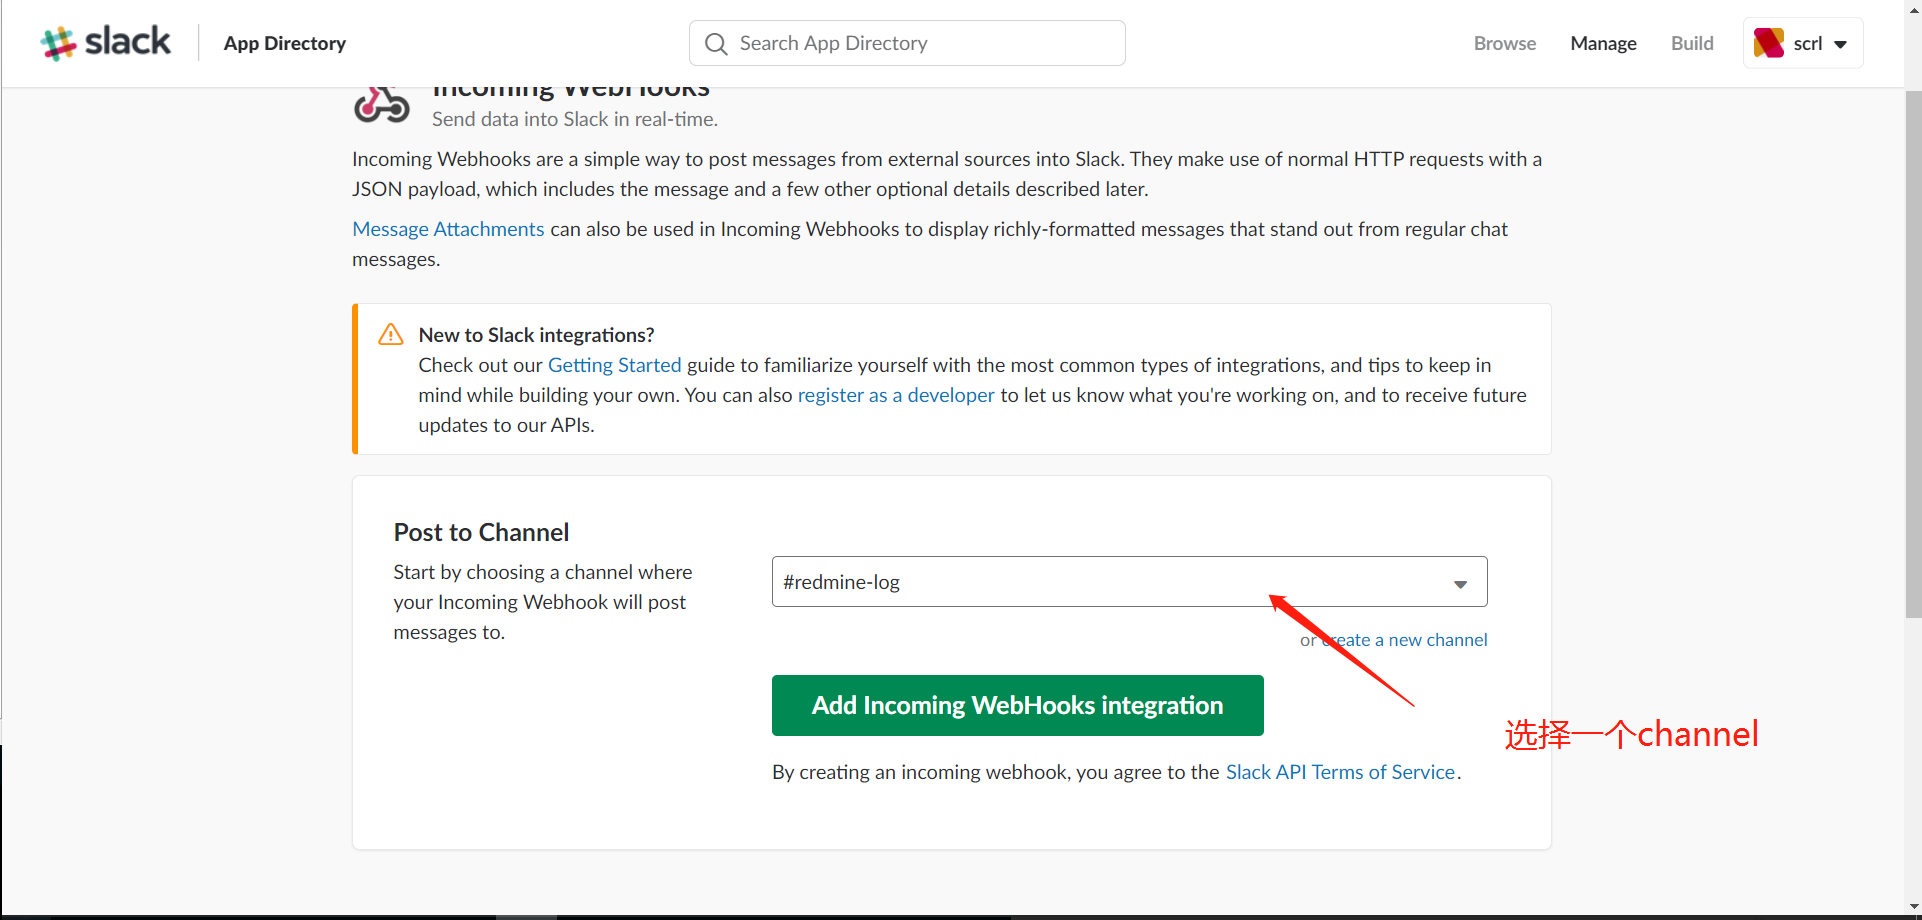 slack
App Directory
Search App Directory
Browse
Manage
Build
scrl
Incoming WebHooks
Send data into Slack in real-time.
Incoming Webhooks are a simple way to post messages from external sources into Slack. They make use of normal HTTP requests with a
JSON payload, which includes the message and a few other optional details described later.
Message Attachments can also be used in Incoming Webhooks to display richly-formatted messages that stand out from regular chat
messages.
New to Slack integrations?
Check out our Getting Started guide to familiarize yourself with the most common types of integrations, and tips to keep in
mind while building your own. You can also register as a developer to let us know what you're working on, and to receive future
updates to our APIs.
Post to Channel
Start by choosing a channel where
your Incoming Webhook will post
messages to.
#redmine-log
or create a new channel
Add Incoming WebHooks integration
选择一个channel
By creating an incoming webhook, you agree to the Slack API Terms of Service.